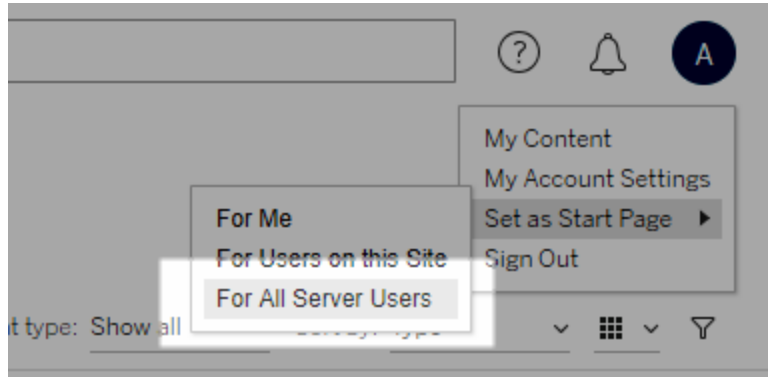 ?
A
My Content
My Account Settings
Set as Start Page
Sign Out
For Me
For Users on this Site
For All Server Users
t type: Show all